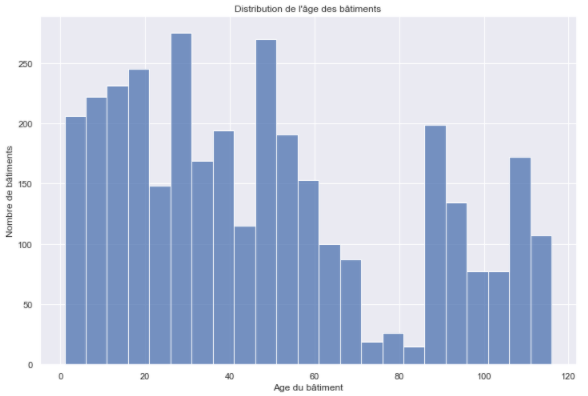 Distribution de l'âge des bâtiments
Nombre de bâtiments
250
200
150
100
50
0
0 20 40 60 80 100 120
Age du bâtiment